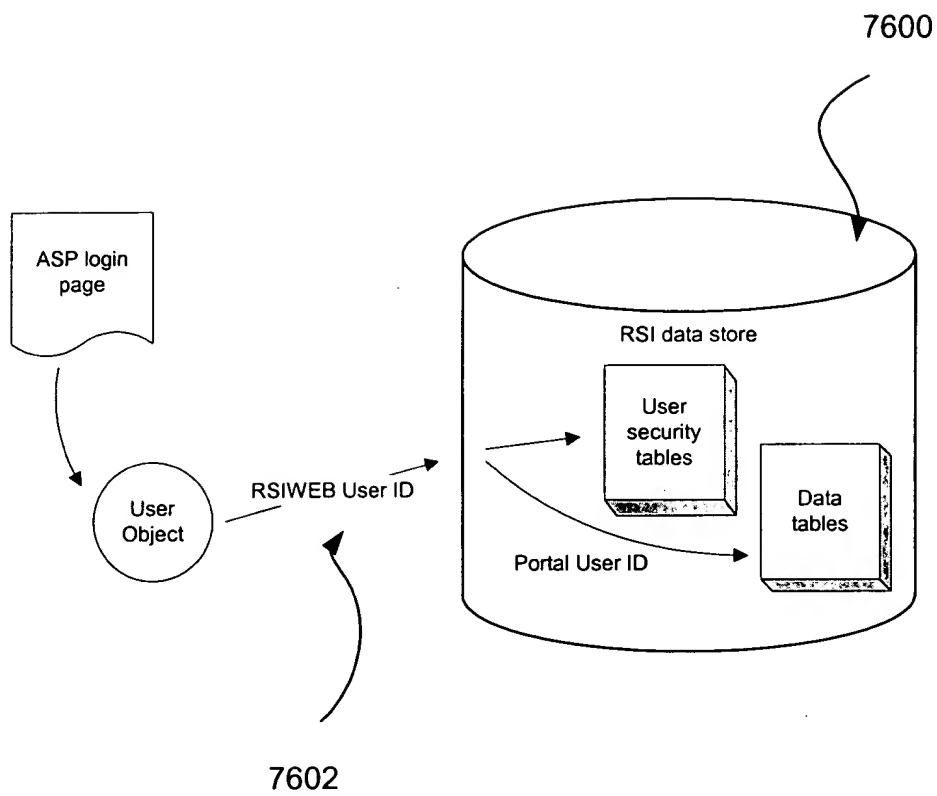 7600
ASP login
page
RSI data store
User
security
tables
RSIWEB User ID
User
Object
Data
tables
Portal User ID
7602